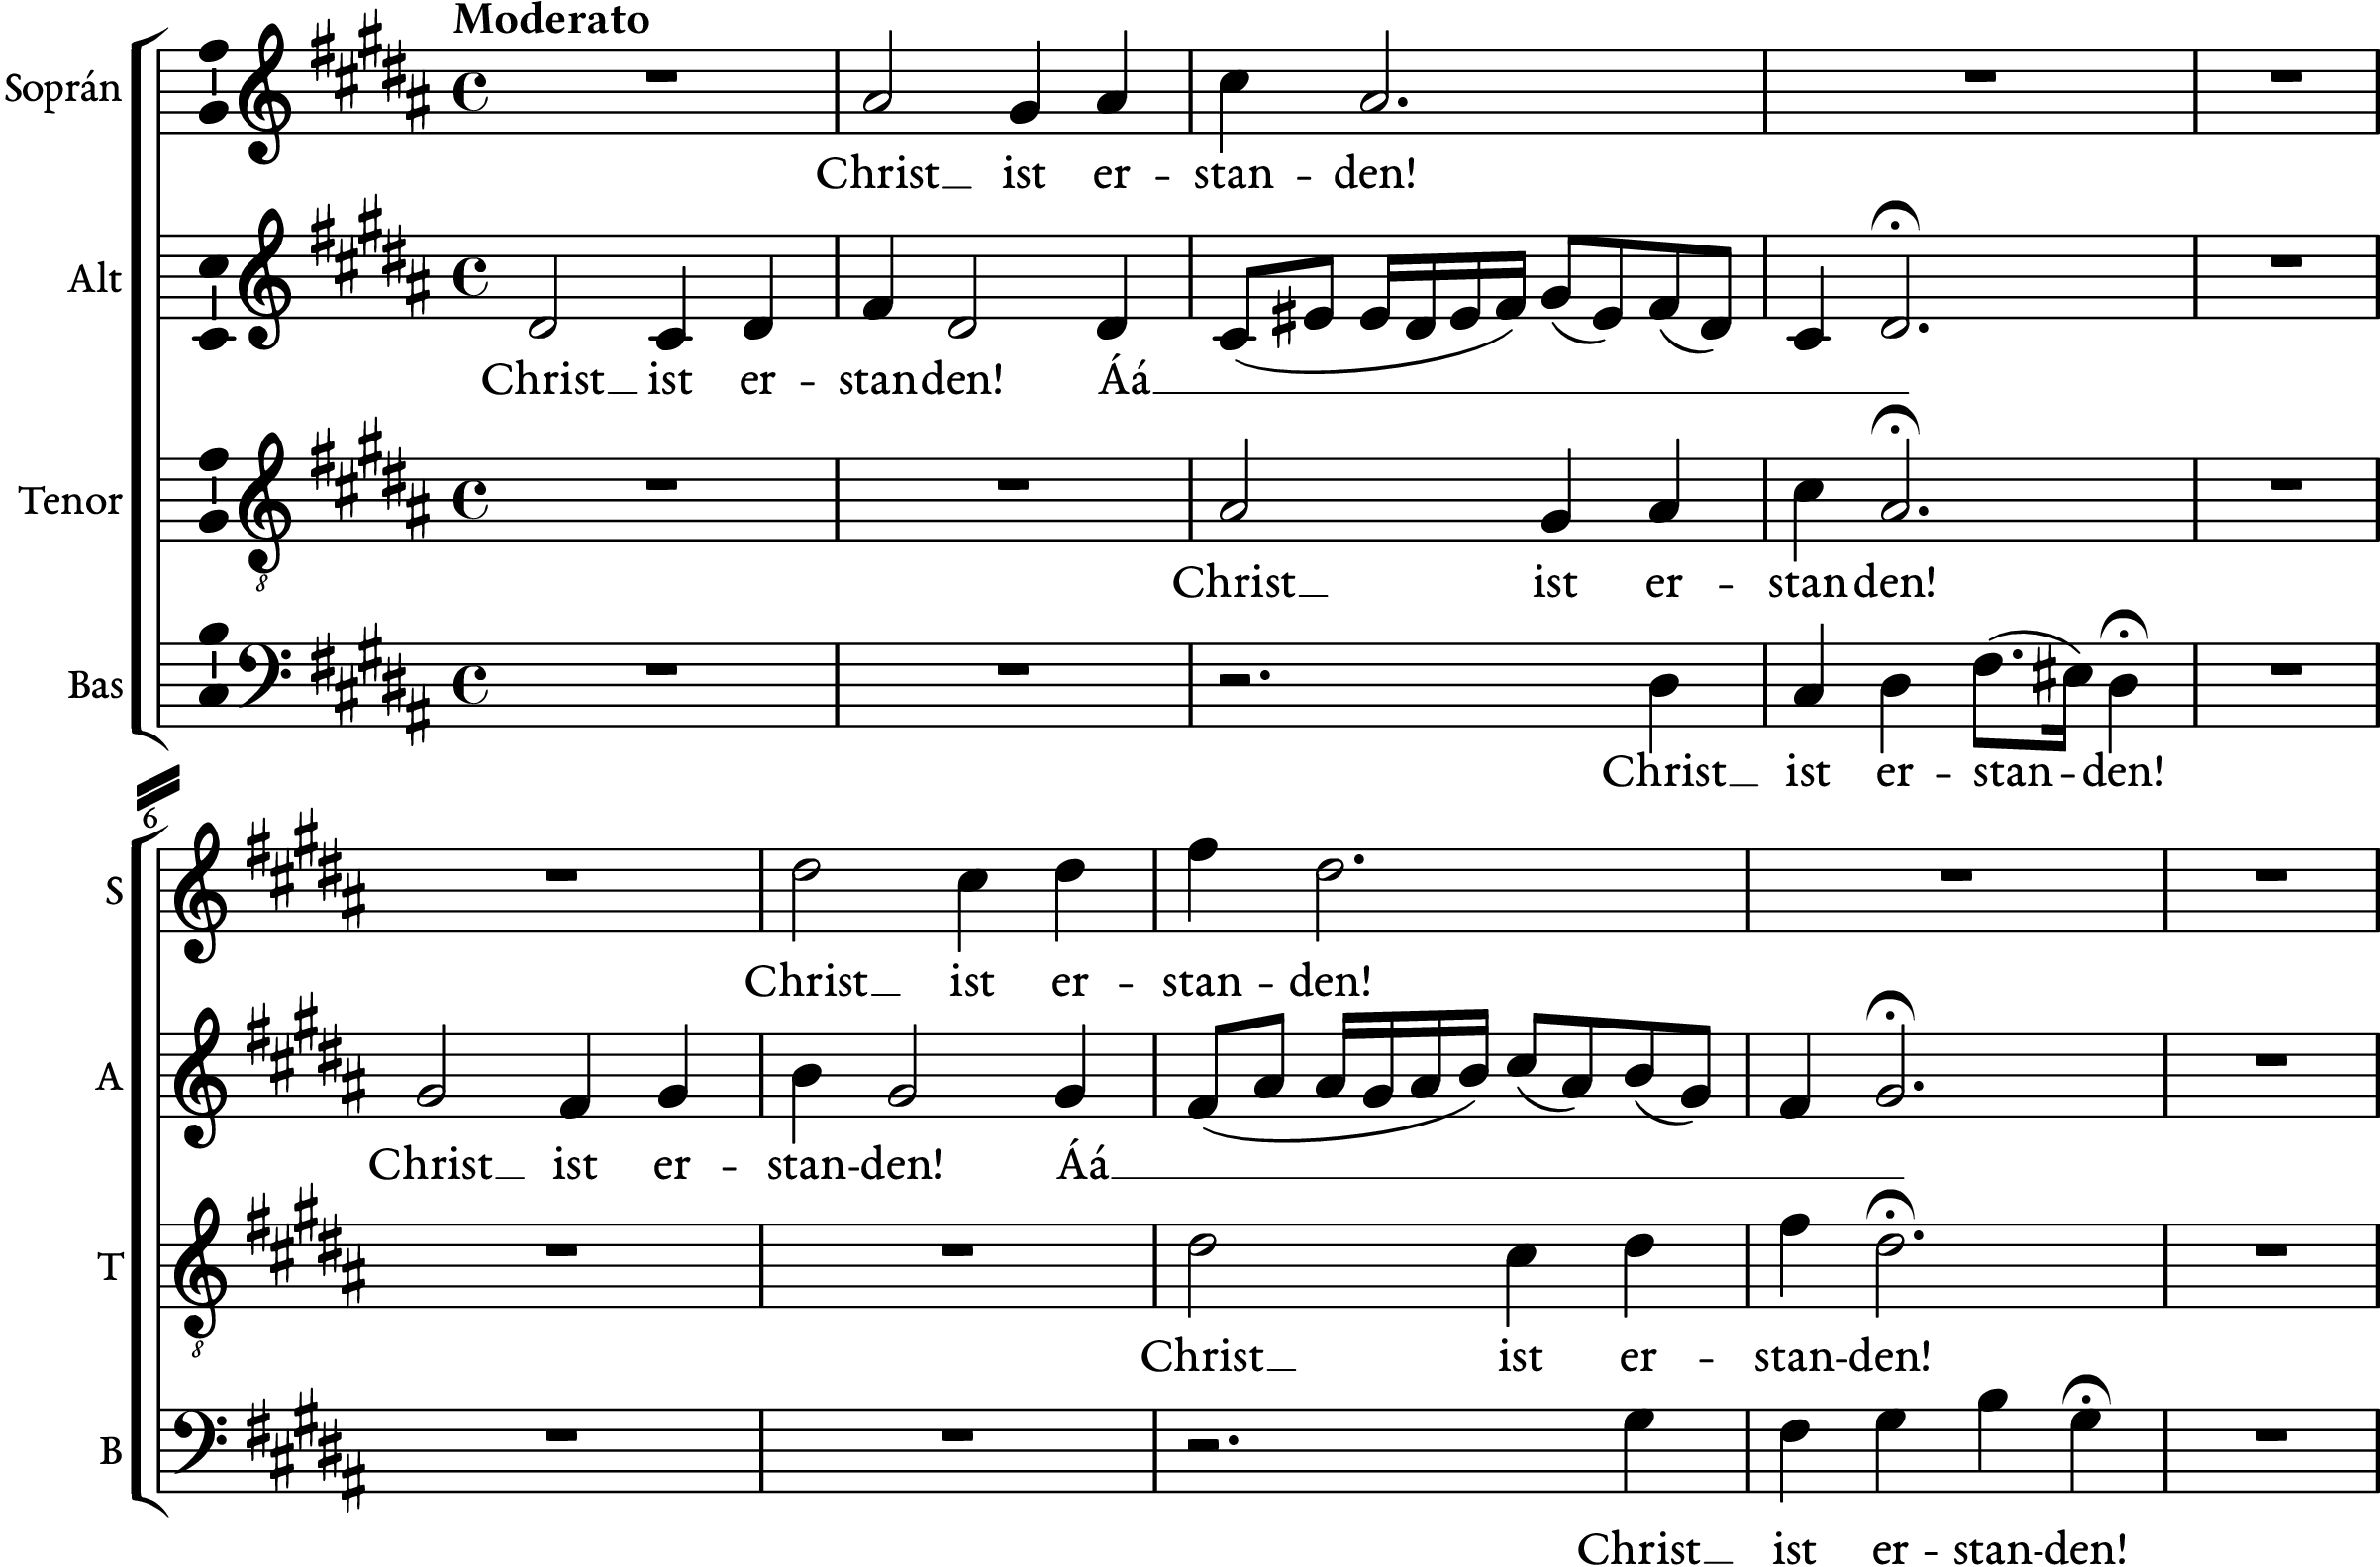 Moderato
Soprán
Christ_ ist er - stan - den!
Alt
Christ_ ist er - standen! Áá_
Tenor
Christ_ ist er - standen!
Bas
Christ_ ist er - stan - den!
6
S
Christ_ ist er - stan - den!
A
Christ_ ist er - stan-den! Áá_
T
Christ_ ist er - stan-den!
B
Christ_ ist er - stan-den!